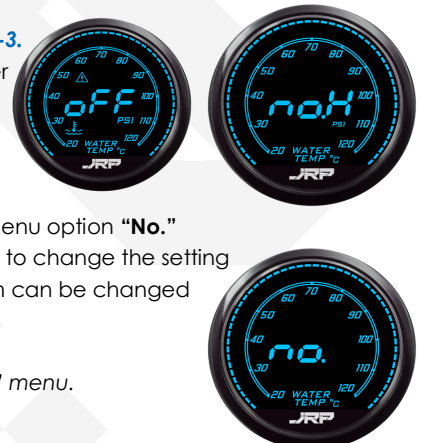 -3.
er
50 60 70 80 90
40 100
oFF
30 PSI 110
20 WATER 120
TEMP °C
JRP
50 60 70 80 90
40 100
no.H
30 PSI 110
20 WATER 120
TEMP °C
JRP
enu option “No.”
to change the setting
n can be changed
50 60 70 80 90
40 100
no.
30 110
20 WATER 120
TEMP °C
JRP
” menu.